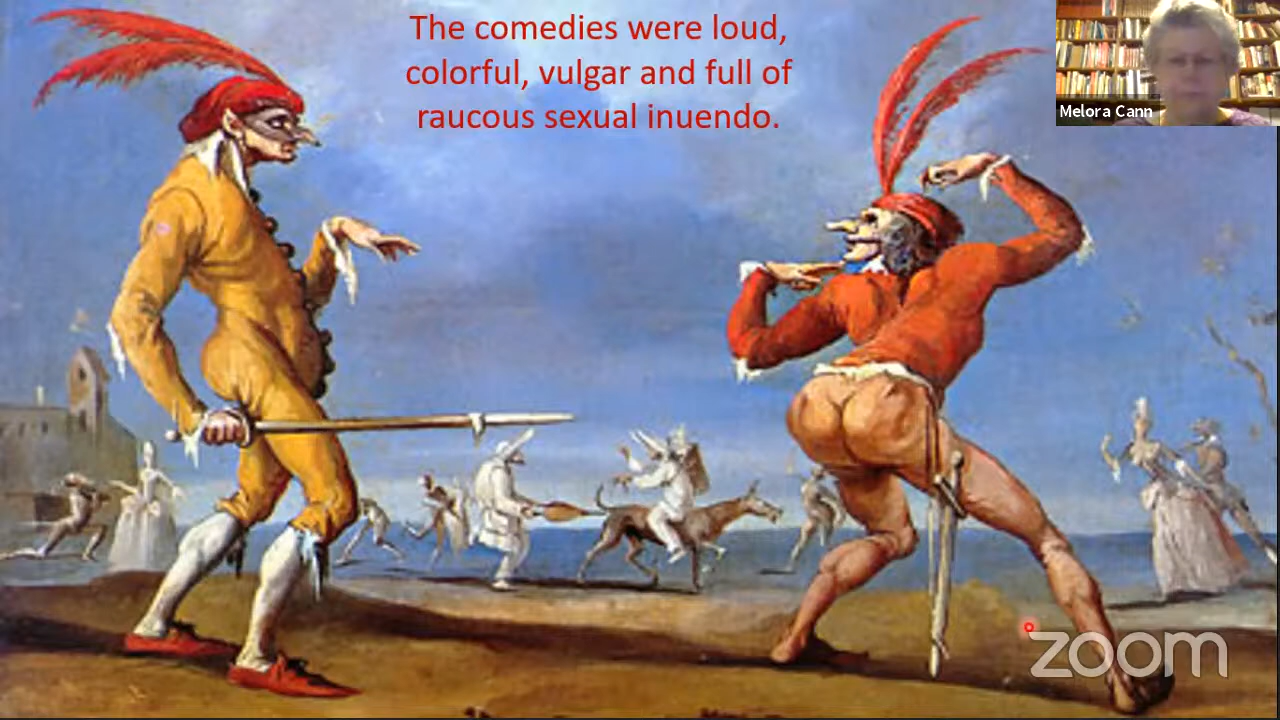 The comedies were loud,
colorful, vulgar and full of
raucous sexual inuendo.
Melora Cann
zoom